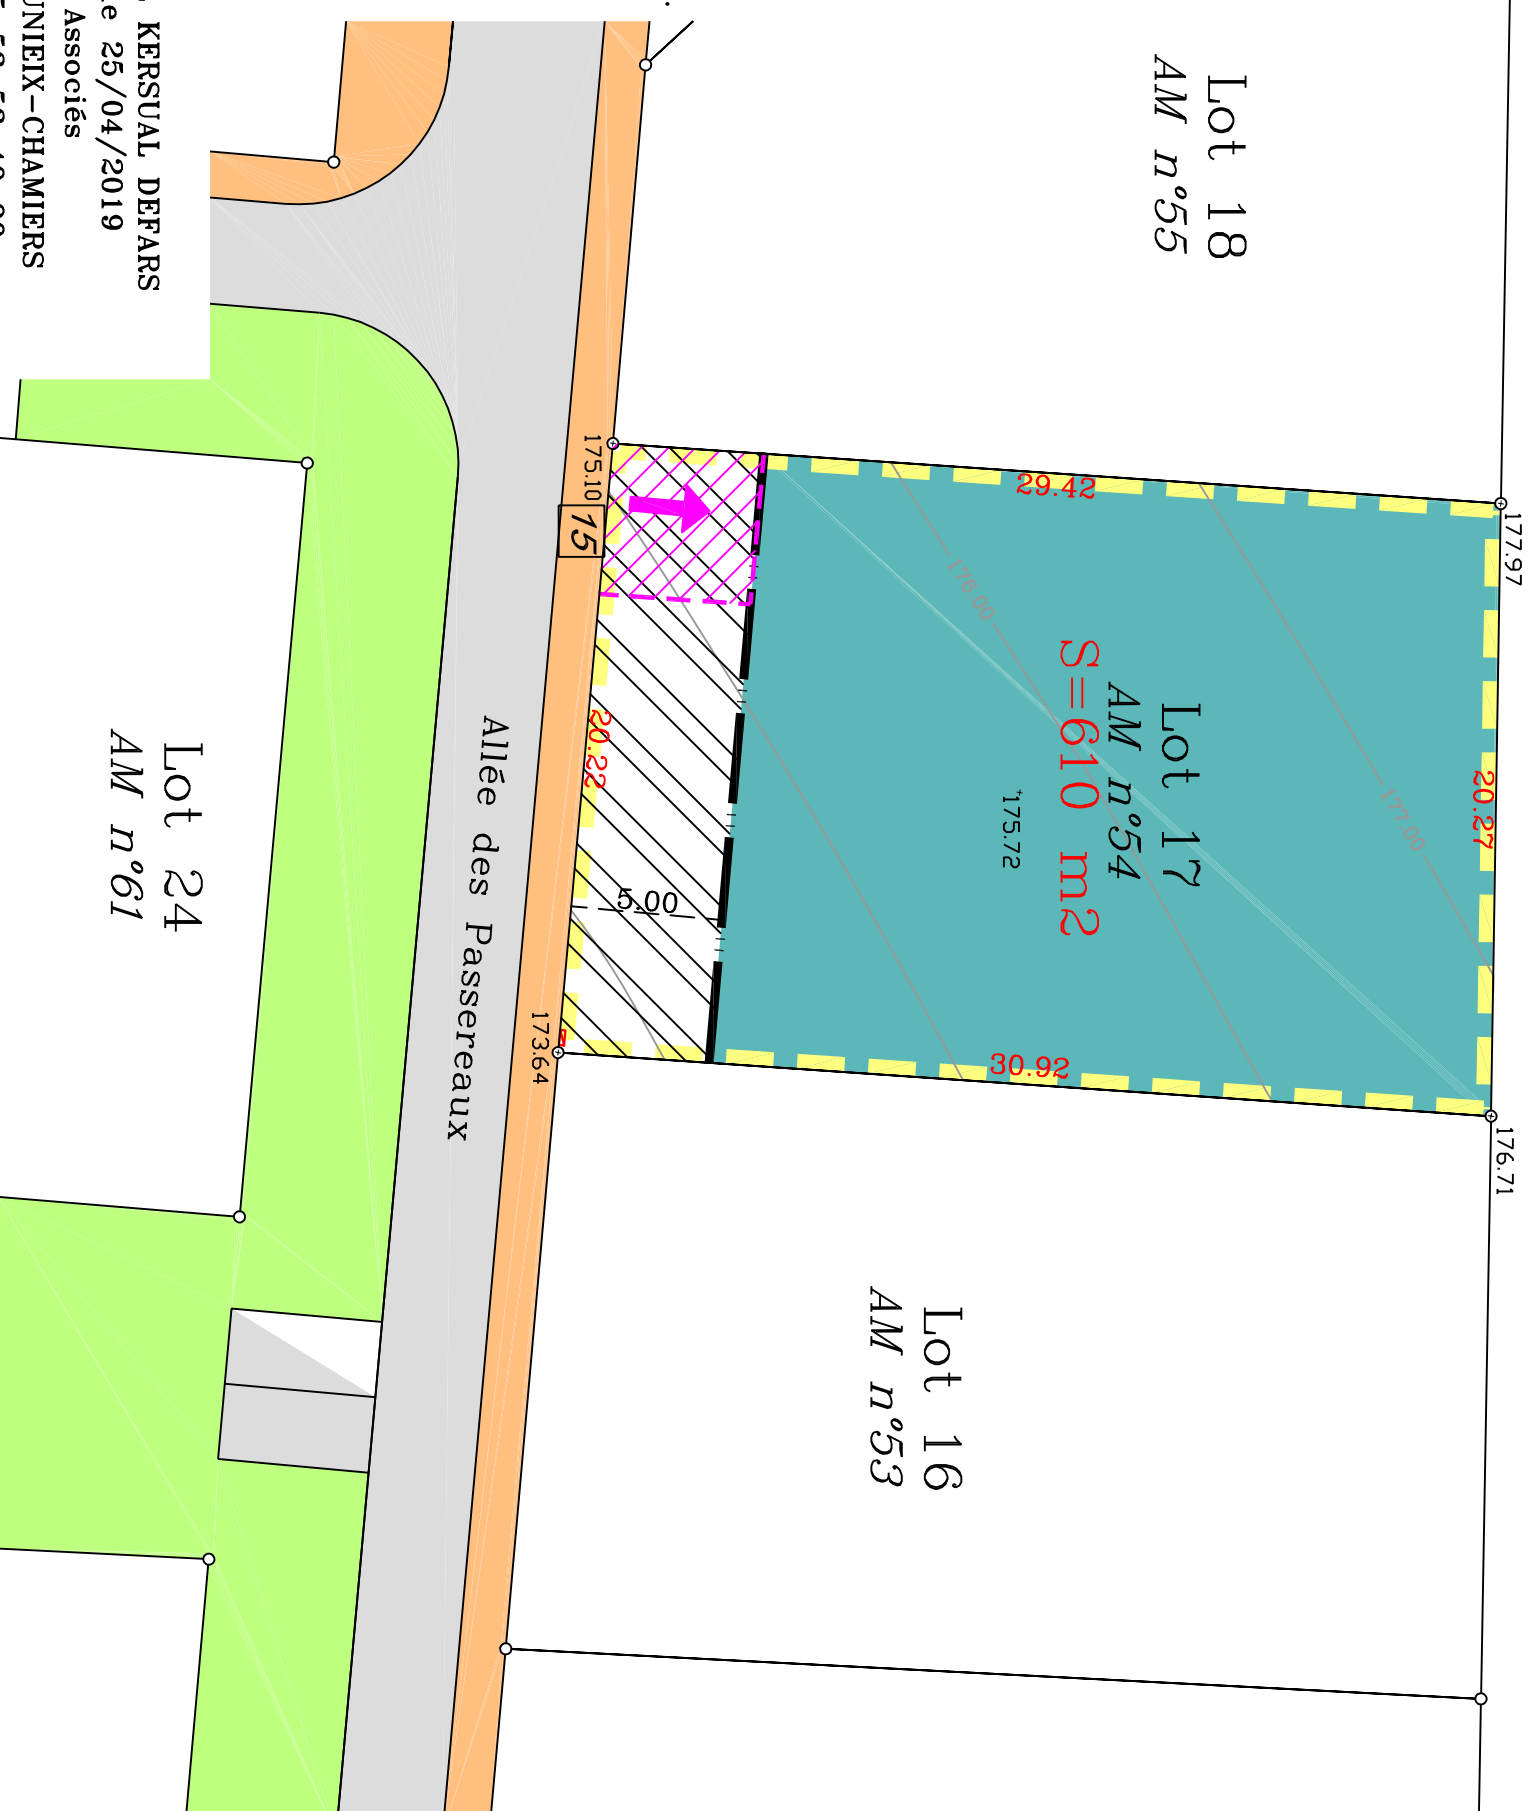 KERSUAL DEFARS
25/04/2019
Associés
UNIEIX-CHAMIERS
Lot 18
AM n°55
177.97
29.42
175.10
15
176.00
177.00
20.27
Lot 17
AM n°54
S=610 m2
175.72
20.22
5.00
30.92
173.64
176.71
Allée des Passereaux
Lot 24
AM n°61
Lot 16
AM n°53